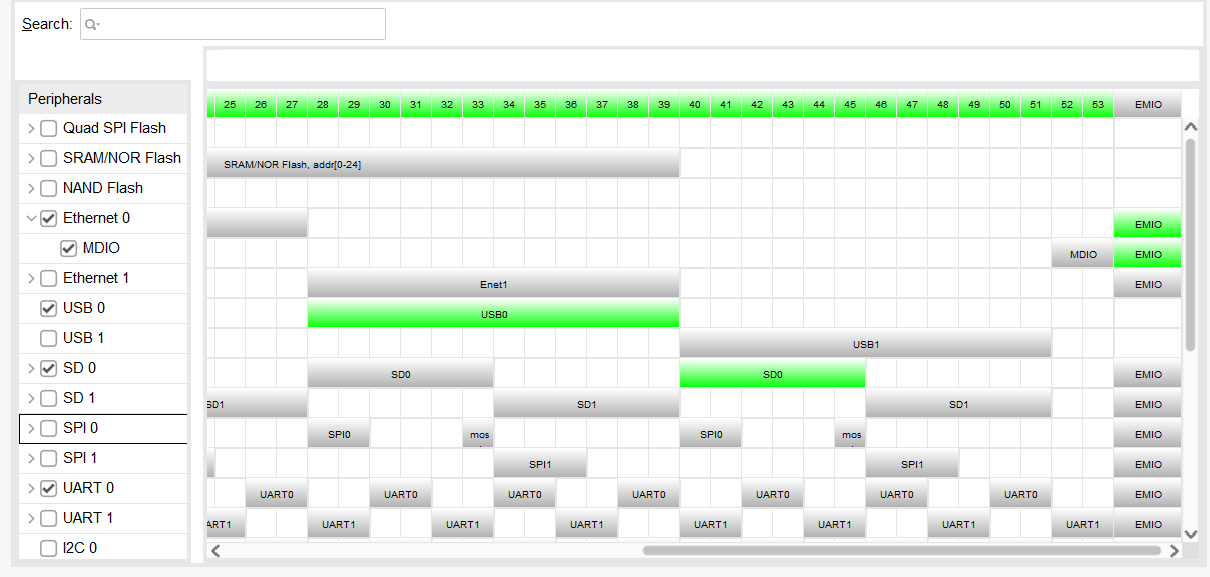 Search:
Peripherals
25 26 27 28 29 30 31 32 33 34 35 36 37 38 39 40 41 42 43 44 45 46 47 48 49 50 51 52 53 EMIO
Quad SPI Flash
SRAM/NOR Flash SRAM/NOR Flash, addr[0-24]
NAND Flash
Ethernet 0 EMIO
MDIO MDIO EMIO
Ethernet 1 Enet1 EMIO
USB 0 USB0
USB 1 USB1
SD 0 SD0 SD0 EMIO
SD 1 SD1 SD1 SD1 EMIO
SPI 0 SPI0 mos SPI0 mos EMIO
SPI 1 SPI1 SPI1 EMIO
UART 0 UART0 UART0 UART0 UART0 UART0 UART0 UART0 EMIO
UART 1 ART1 UART1 UART1 UART1 UART1 UART1 UART1 UART1 EMIO
I2C 0